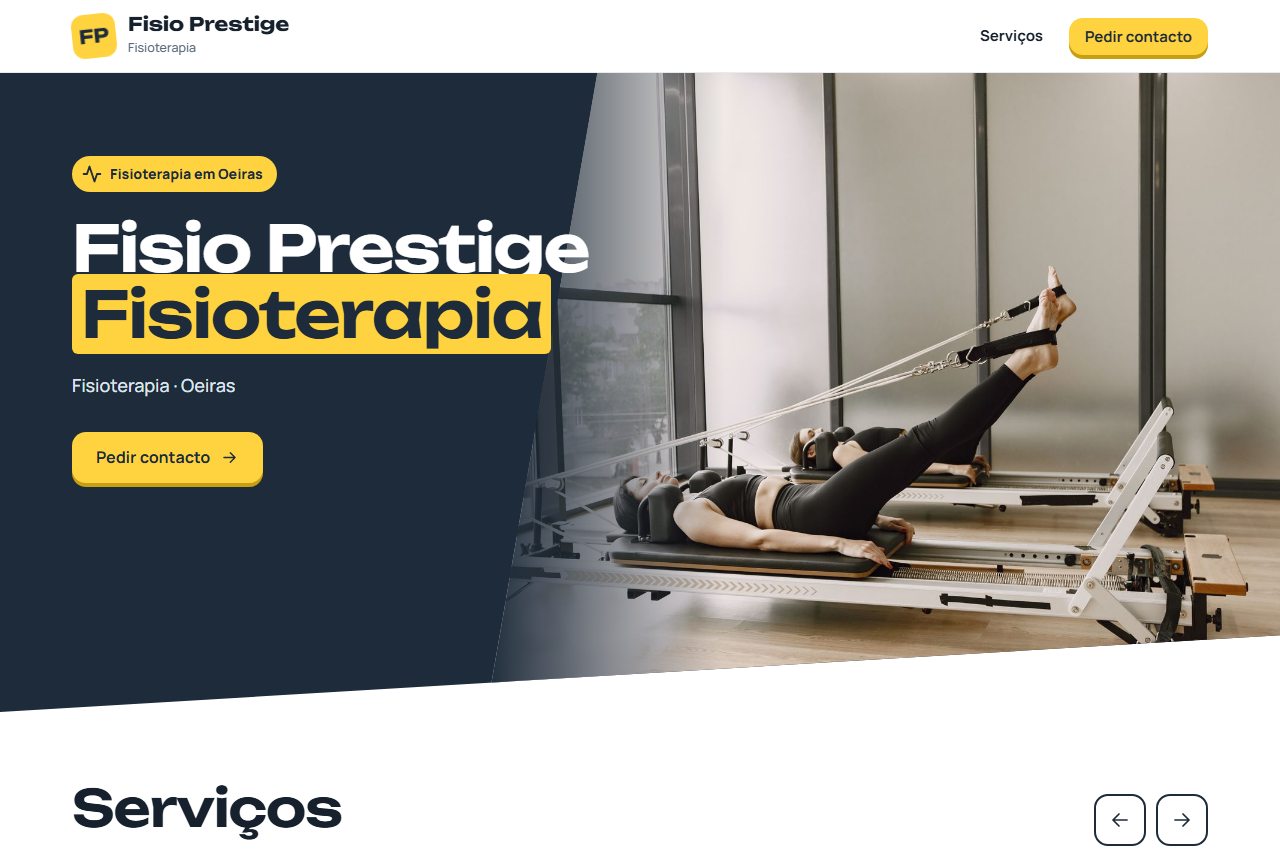 FP
Fisio Prestige
Fisioterapia
Serviços
Pedir contacto
Fisioterapia em Oeiras
Fisio Prestige
Fisioterapia
Fisioterapia · Oeiras
Pedir contacto →
Serviços
← →